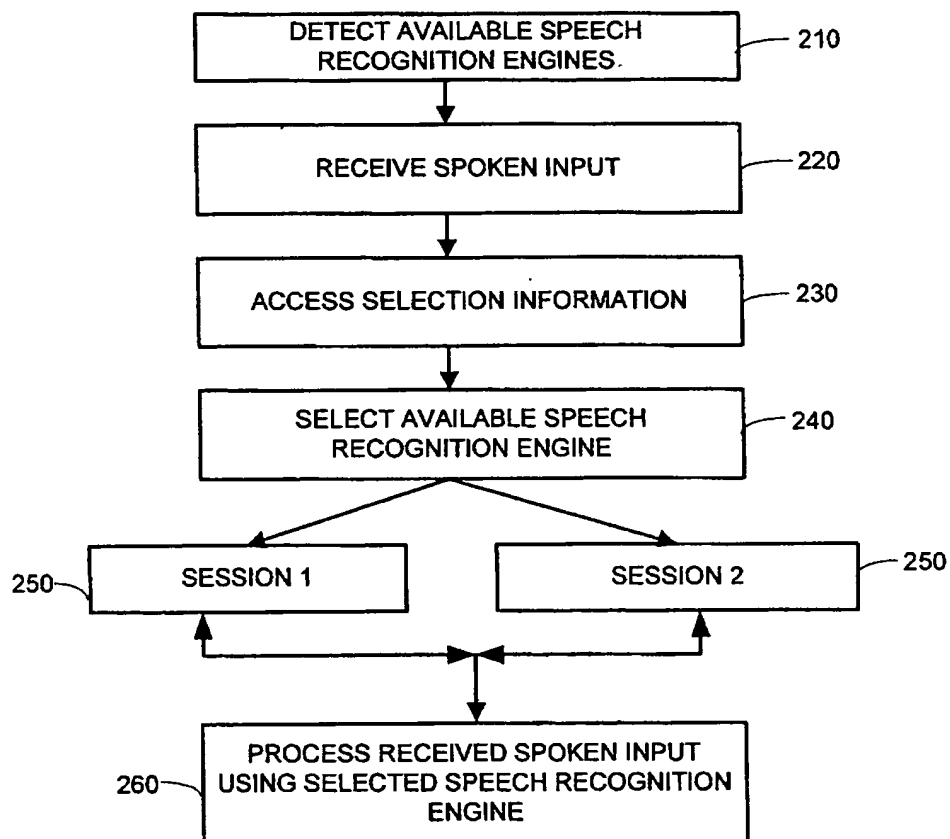 DETECT AVAILABLE SPEECH
RECOGNITION ENGINES
210
RECEIVE SPOKEN INPUT
220
ACCESS SELECTION INFORMATION
230
SELECT AVAILABLE SPEECH
RECOGNITION ENGINE
240
250
SESSION 1
SESSION 2
250
PROCESS RECEIVED SPOKEN INPUT
USING SELECTED SPEECH RECOGNITION
ENGINE
260